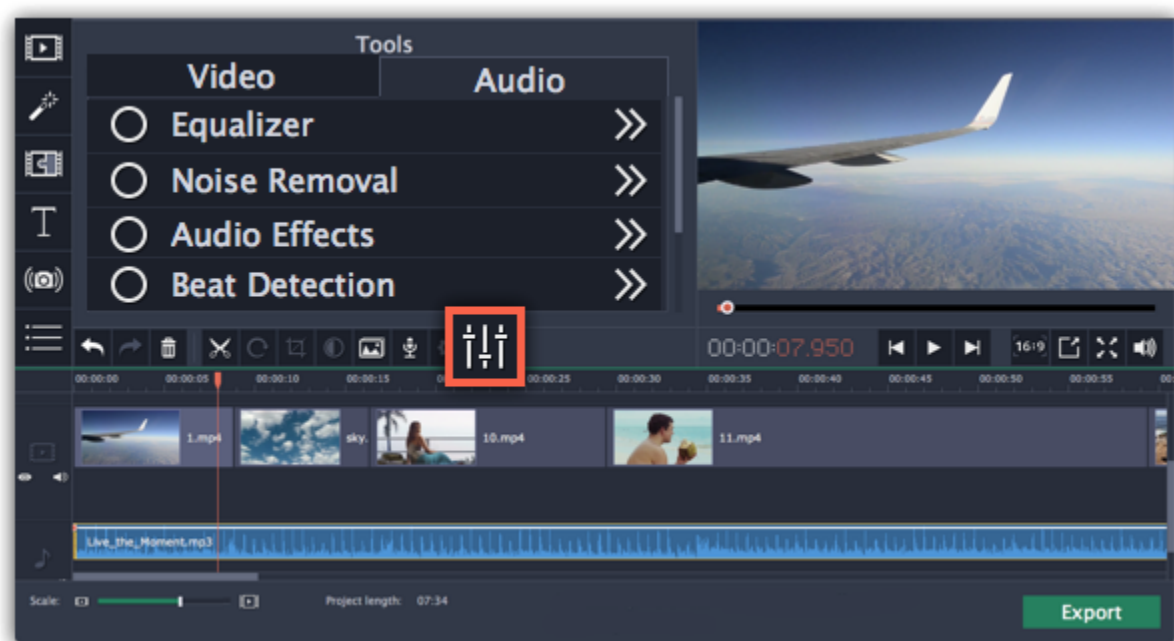 Tools
Video Audio
Equalizer
Noise Removal
Audio Effects
Beat Detection
T
00:00:07.950 16:9
00:00:00 00:00:05 00:00:10 00:00:15 00:00:25 00:00:30 00:00:35 00:00:40 00:00:45 00:00:50 00:00:55
1.mp4 sky. 10.mp4 11.mp4
Live_the_Moment.mp3
Scale: Project length: 07:34
Export